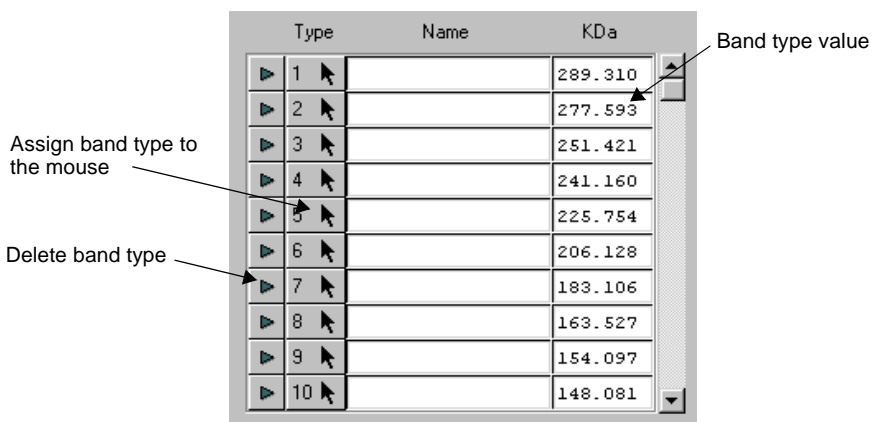 Type Name KDa
Band type value
1 289.310
2 277.593
3 251.421
Assign band type to
the mouse
4 241.160
5 225.754
Delete band type
6 206.128
7 183.106
8 163.527
9 154.097
10 148.081